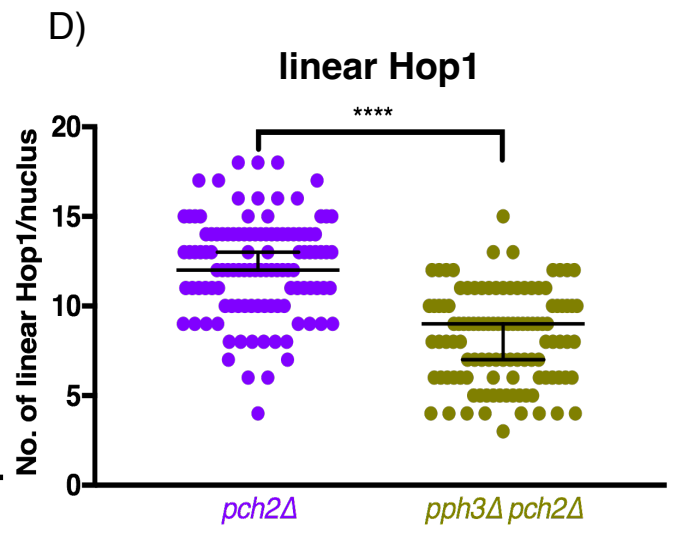 D)
linear Hop1
****
No. of linear Hop1/nuclus
20
15
10
5
0
pch2Δ
pph3Δ pch2Δ